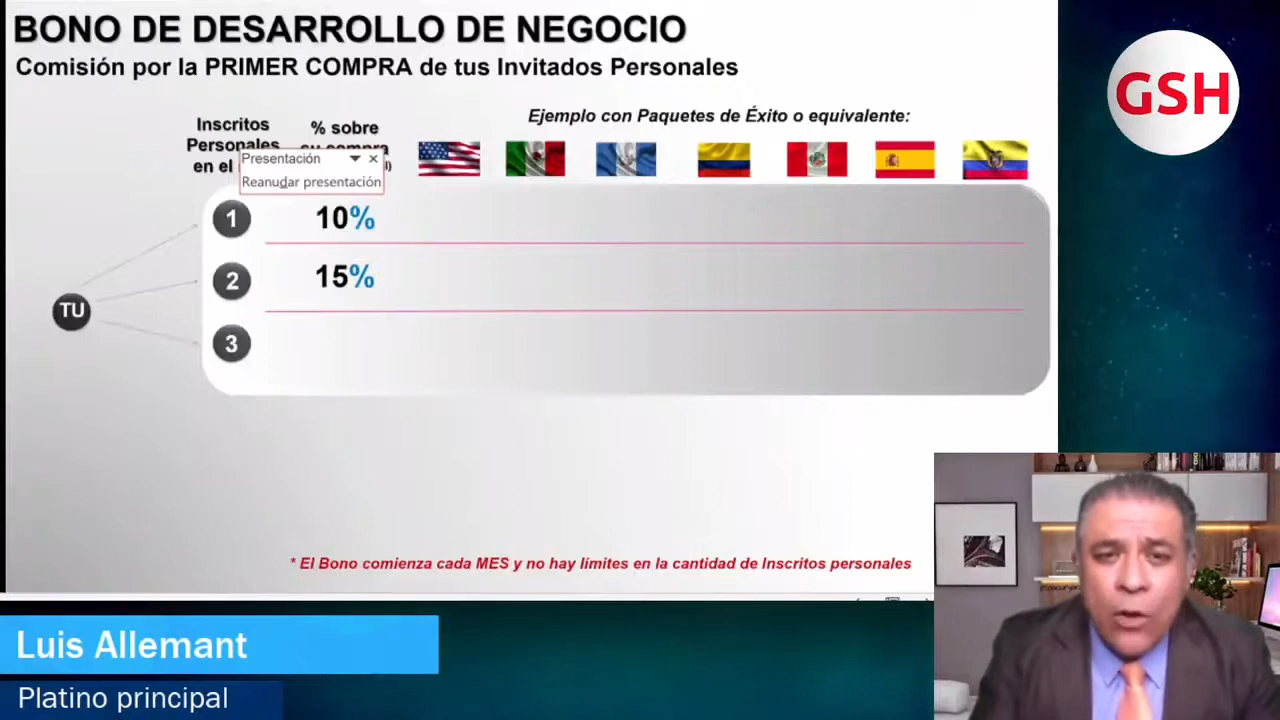 BONO DE DESARROLLO DE NEGOCIO
Comisión por la PRIMER COMPRA de tus Invitados Personales
GSH
Ejemplo con Paquetes de Éxito o equivalente:
Inscritos
Personales
en el
% sobre
su compra
Presentación
Reanudar presentación
1
10%
2
15%
3
TU
* El Bono comienza cada MES y no hay límites en la cantidad de Inscritos personales
Luis Allemant
Platino principal